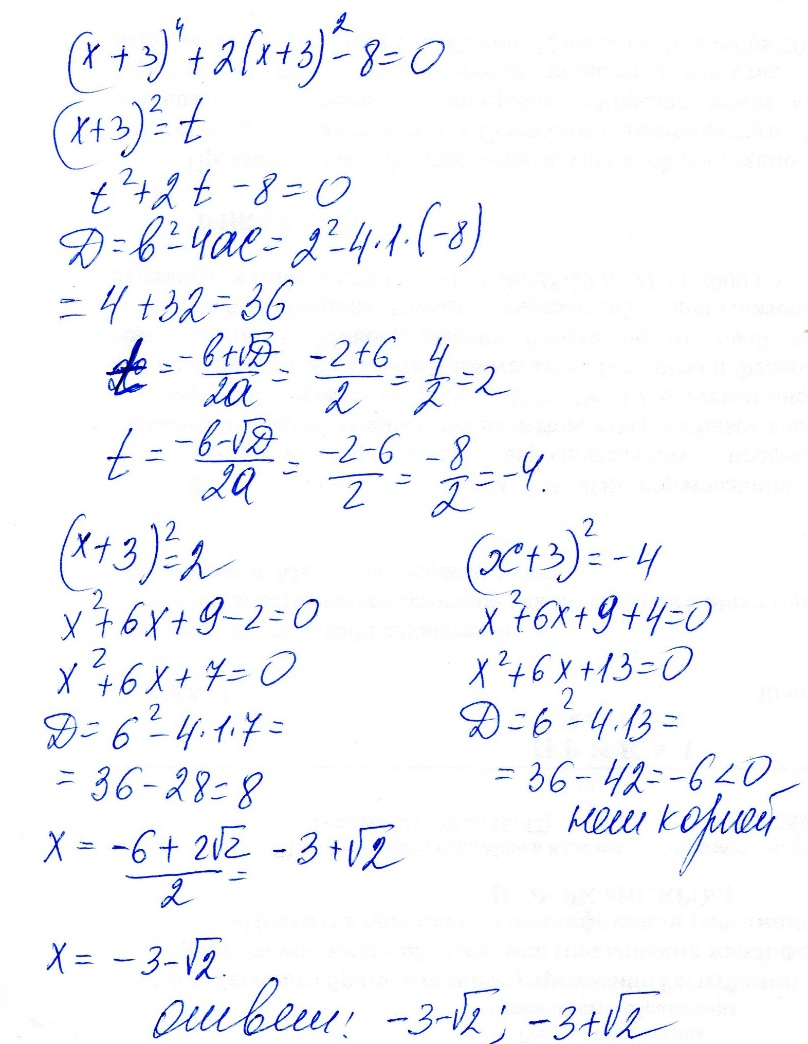 (x+3)⁴+2(x+3)²-8=0
(x+3)²=t
t²+2t-8=0
D=b²-4ac=2²-4·1·(-8)
=4+32=36
t=(-b+√D)/2a=(-2+6)/2=4/2=2
t=(-b-√D)/2a=(-2-6)/2=-8/2=-4.
(x+3)²=2
x²+6x+9-2=0
x²+6x+7=0
D=6²-4·1·7=
=36-28=8
x=(-6+2√2)/2=-3+√2
x=-3-√2.
(x+3)²=-4
x²+6x+9+4=0
x²+6x+13=0
D=6²-4·13=
=36-42=-6<0
нет корней
ответ: -3-√2; -3+√2